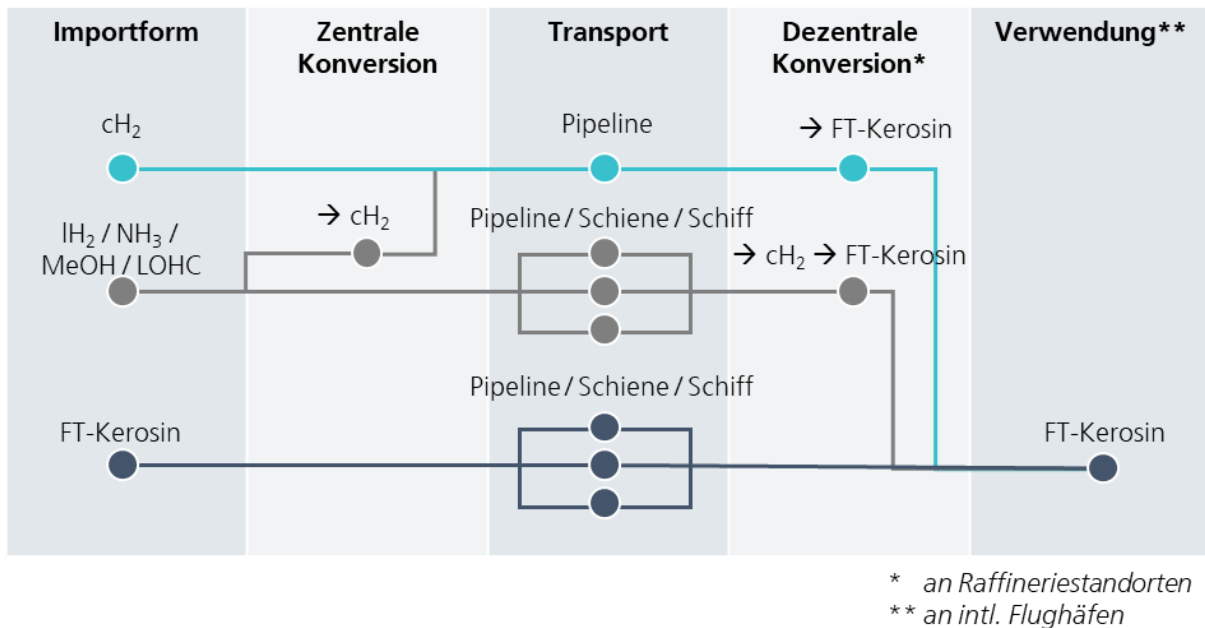 Importform
Zentrale
Konversion
Transport
Dezentrale
Konversion*
Verwendung**
cH₂
Pipeline
→ FT-Kerosin
→ cH₂
lH₂ / NH₃ /
MeOH / LOHC
Pipeline / Schiene / Schiff
→ cH₂ → FT-Kerosin
Pipeline / Schiene / Schiff
FT-Kerosin
FT-Kerosin
* an Raffineriestandorten
** an intl. Flughäfen